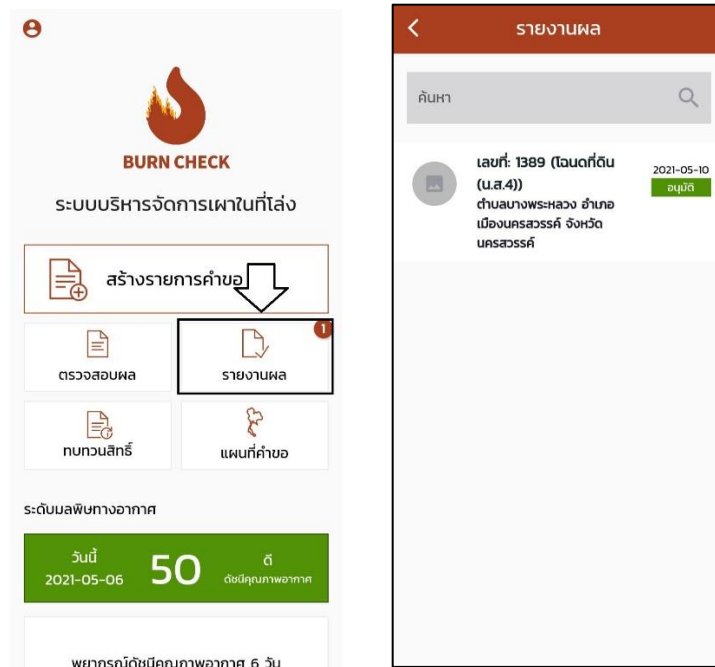 BURN CHECK
ระบบบริหารจัดการเผาในที่โล่ง
สร้างรายการคำขอ
1
ตรวจสอบผล
รายงานผล
ทบทวนสิทธิ์
แผนที่คำขอ
ระดับมลพิษทางอากาศ
วันนี้
2021-05-06
50
ดี
ดัชนีคุณภาพอากาศ
พยากรณ์ดัชนีคุณภาพอากาศ 6 วัน
รายงานผล
ค้นหา
เลขที่: 1389 (โฉนดที่ดิน
(น.ส.4))
ตำบลบางพระหลวง อำเภอ
เมืองนครสวรรค์ จังหวัด
นครสวรรค์
2021-05-10
อนุมัติ